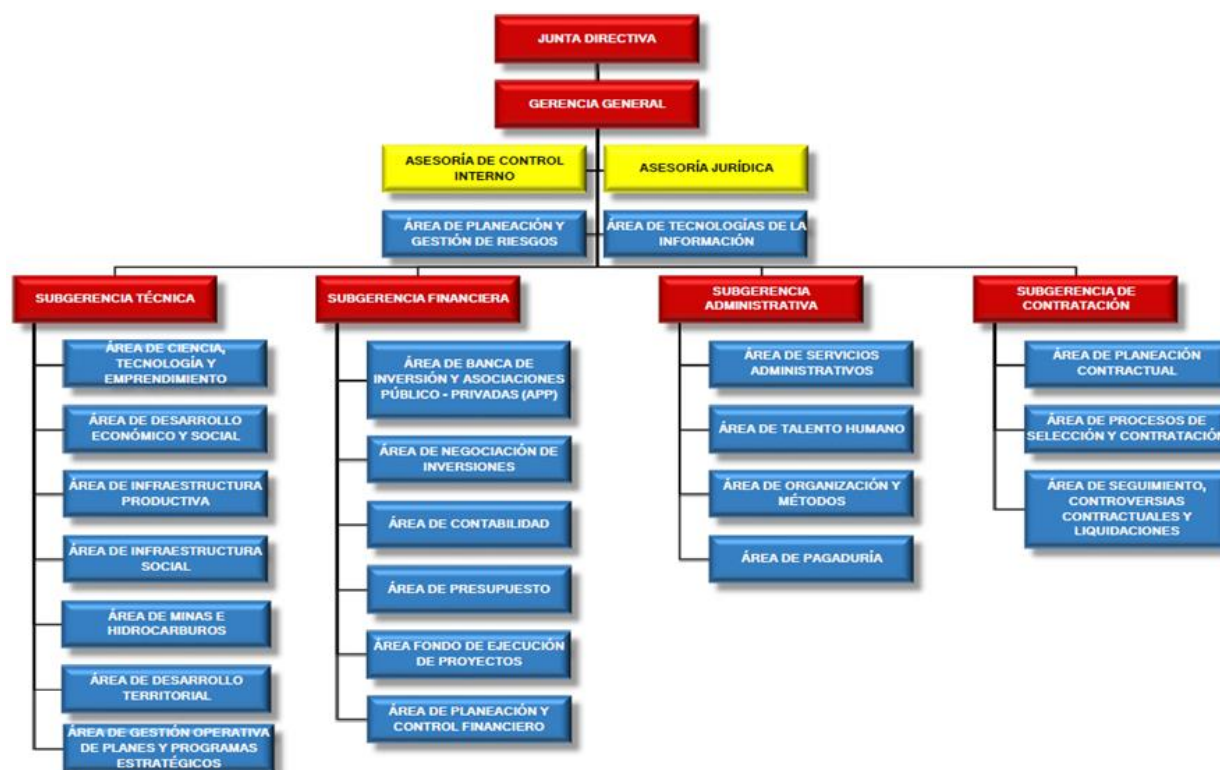 JUNTA DIRECTIVA
GERENCIA GENERAL
ASESORÍA DE CONTROL
INTERNO
ASESORÍA JURÍDICA
ÁREA DE PLANEACIÓN Y
GESTIÓN DE RIESGOS
ÁREA DE TECNOLOGÍAS DE LA
INFORMACIÓN
SUBGERENCIA TÉCNICA
ÁREA DE CIENCIA,
TECNOLOGÍA Y
EMPRENDIMIENTO
ÁREA DE DESARROLLO
ECONÓMICO Y SOCIAL
ÁREA DE INFRAESTRUCTURA
PRODUCTIVA
ÁREA DE INFRAESTRUCTURA
SOCIAL
ÁREA DE MINAS E
HIDROCARBUROS
ÁREA DE DESARROLLO
TERRITORIAL
ÁREA DE GESTIÓN OPERATIVA
DE PLANES Y PROGRAMAS
ESTRATÉGICOS
SUBGERENCIA FINANCIERA
ÁREA DE BANCA DE
INVERSIÓN Y ASOCIACIONES
PÚBLICO - PRIVADAS (APP)
ÁREA DE NEGOCIACIÓN DE
INVERSIONES
ÁREA DE CONTABILIDAD
ÁREA DE PRESUPUESTO
ÁREA FONDO DE EJECUCIÓN
DE PROYECTOS
ÁREA DE PLANEACIÓN Y
CONTROL FINANCIERO
SUBGERENCIA
ADMINISTRATIVA
ÁREA DE SERVICIOS
ADMINISTRATIVOS
ÁREA DE TALENTO HUMANO
ÁREA DE ORGANIZACIÓN Y
MÉTODOS
ÁREA DE PAGADURÍA
SUBGERENCIA DE
CONTRATACIÓN
ÁREA DE PLANEACIÓN
CONTRACTUAL
ÁREA DE PROCESOS DE
SELECCIÓN Y CONTRATACIÓN
ÁREA DE SEGUIMIENTO,
CONTROVERSIAS
CONTRACTUALES Y
LIQUIDACIONES